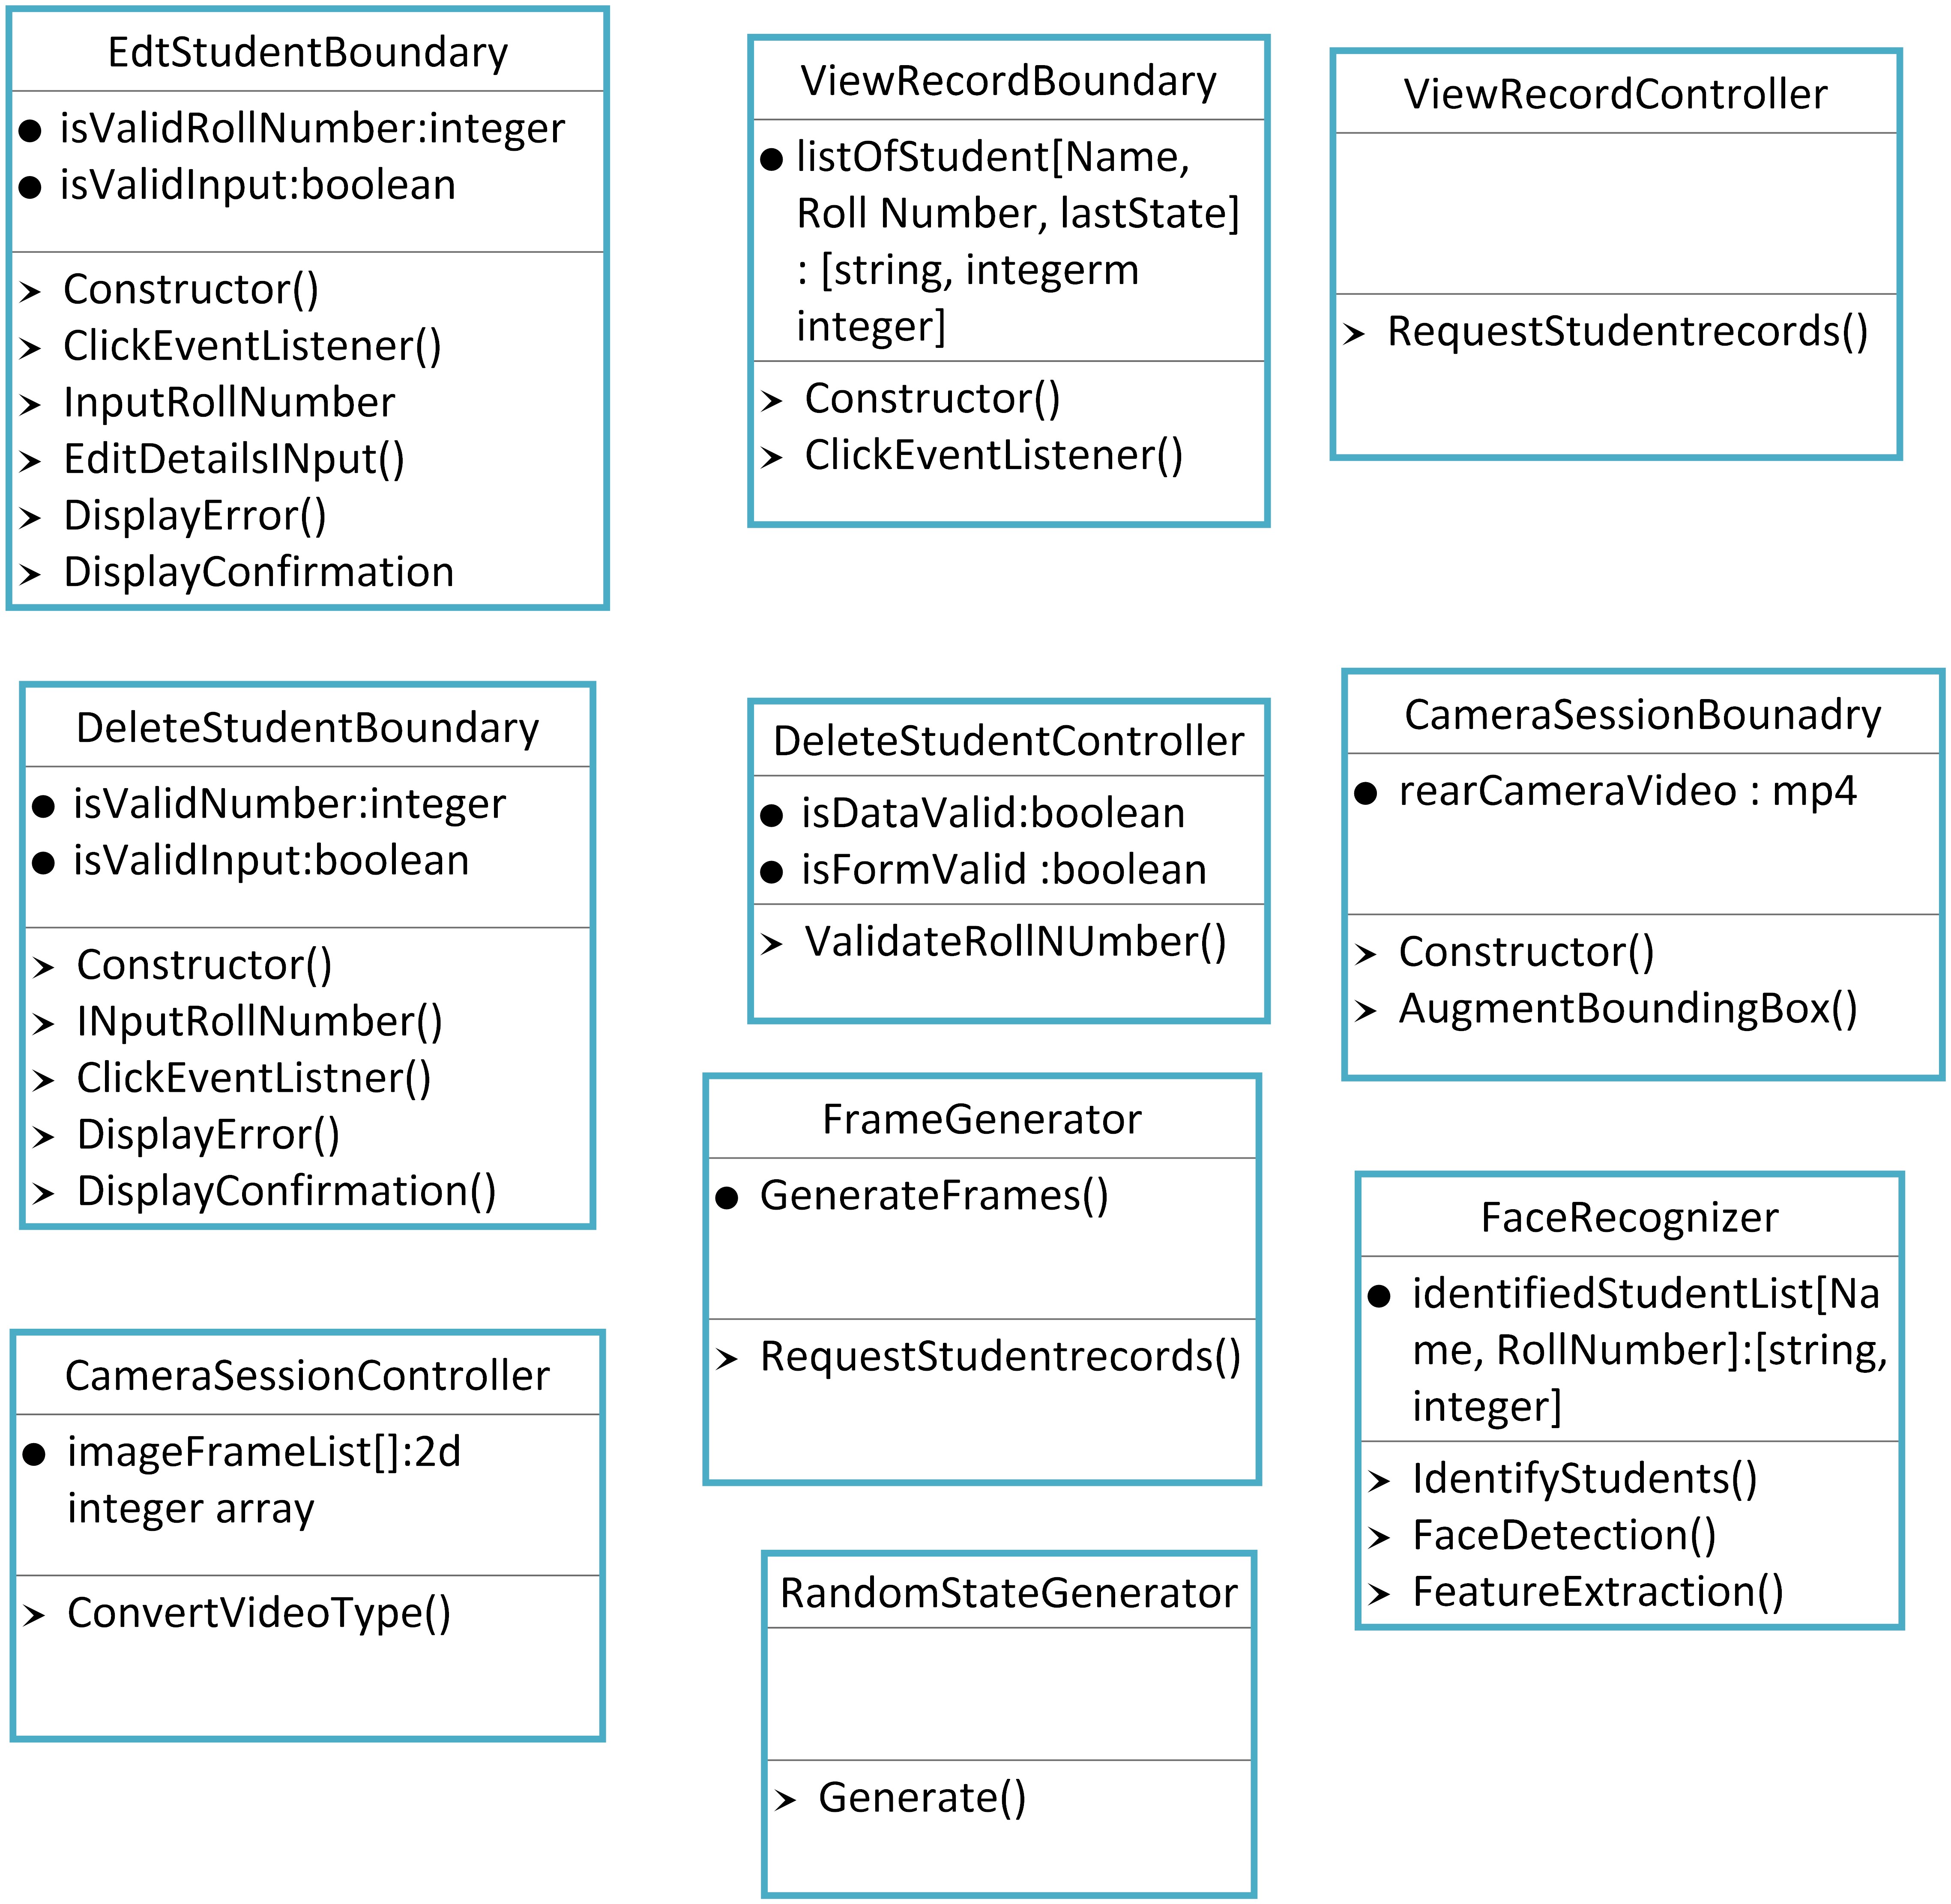 EdtStudentBoundary
isValidRollNumber:integer
isValidInput:boolean
Constructor()
ClickEventListener()
InputRollNumber
EditDetailsINput()
DisplayError()
DisplayConfirmation
ViewRecordBoundary
listOfStudent[Name,
Roll Number, lastState]
: [string, integerm
integer]
Constructor()
ClickEventListener()
ViewRecordController
RequestStudentrecords()
DeleteStudentBoundary
isValidNumber:integer
isValidInput:boolean
Constructor()
INputRollNumber()
ClickEventListner()
DisplayError()
DisplayConfirmation()
DeleteStudentController
isDataValid:boolean
isFormValid :boolean
ValidateRollNUmber()
CameraSessionBounadry
rearCameraVideo : mp4
Constructor()
AugmentBoundingBox()
FrameGenerator
GenerateFrames()
RequestStudentrecords()
FaceRecognizer
identifiedStudentList[Na
me, RollNumber]:[string,
integer]
IdentifyStudents()
FaceDetection()
FeatureExtraction()
CameraSessionController
imageFrameList[]:2d
integer array
ConvertVideoType()
RandomStateGenerator
Generate()